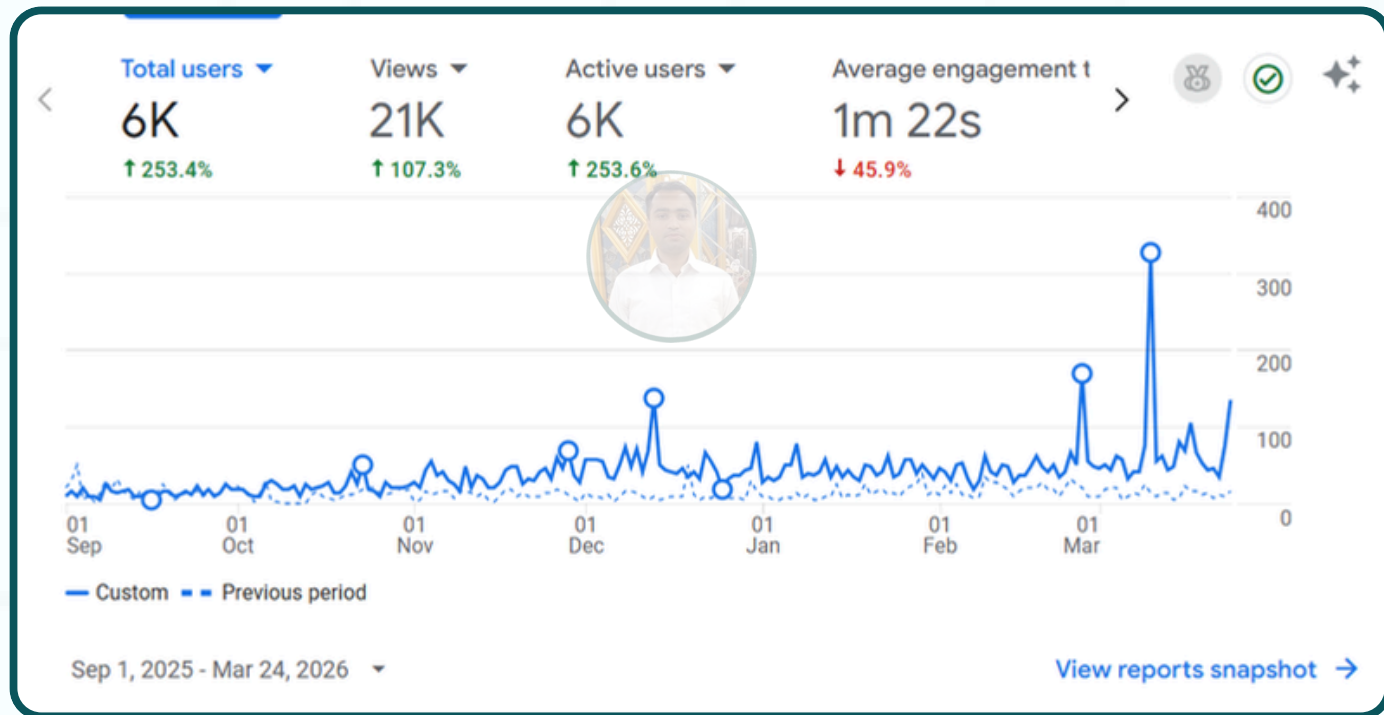 Total users
Views
Active users
Average engagement t
6K
21K
6K
1m 22s
↑ 253.4%
↑ 107.3%
↑ 253.6%
↓ 45.9%
400
300
200
100
0
01 Sep
01 Oct
01 Nov
01 Dec
01 Jan
01 Feb
01 Mar
Custom
Previous period
Sep 1, 2025 - Mar 24, 2026
View reports snapshot →